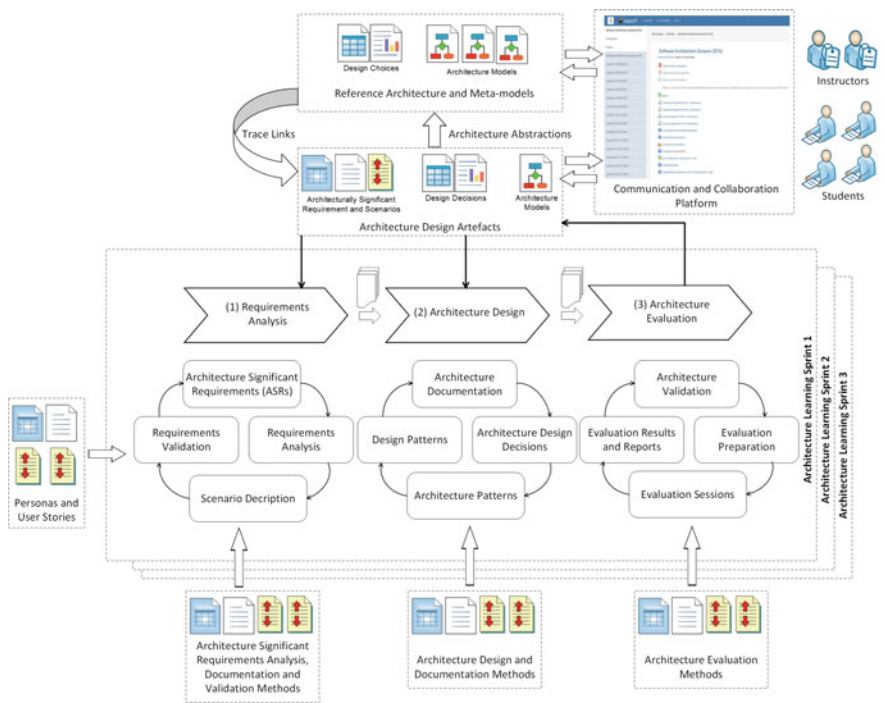 Design Choices
Architecture Models
Reference Architecture and Meta-models
Trace Links
Architecture Abstractions
Architecturally Significant
Requirement and Scenarios
Design Decisions
Architecture
Models
Architecture Design Artefacts
Software Architecture (Autumn 2016)
Communication and Collaboration
Platform
Instructors
Students
(1) Requirements
Analysis
(2) Architecture Design
(3) Architecture
Evaluation
Architecture Significant
Requirements (ASRs)
Requirements
Validation
Requirements
Analysis
Scenario Decription
Architecture
Documentation
Design Patterns
Architecture Design
Decisions
Architecture Patterns
Architecture
Validation
Evaluation Results
and Reports
Evaluation
Preparation
Evaluation Sessions
Architecture Learning Sprint 1
Architecture Learning Sprint 2
Architecture Learning Sprint 3
Personas and
User Stories
Architecture Significant
Requirements Analysis,
Documentation and
Validation Methods
Architecture Design and
Documentation Methods
Architecture Evaluation
Methods